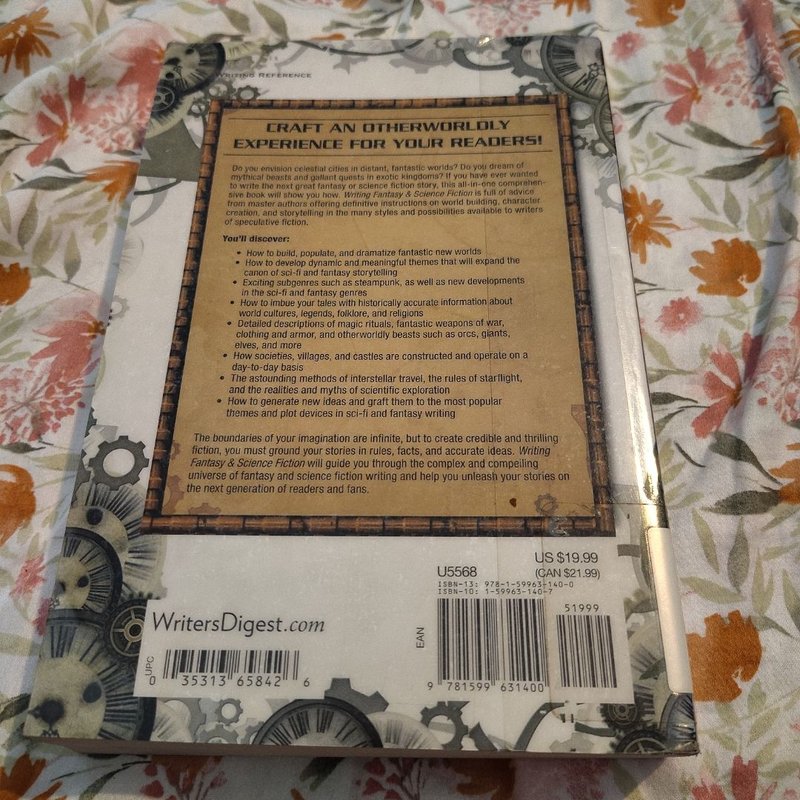 WRITING REFERENCE
CRAFT AN OTHERWORLDLY
EXPERIENCE FOR YOUR READERS!
Do you envision celestial cities in distant, fantastic worlds? Do you dream of
mythical beasts and gallant quests in exotic kingdoms? If you have ever wanted
to write the next great fantasy or science fiction story, this all-in-one comprehen-
sive book will show you how. Writing Fantasy & Science Fiction is full of advice
from master authors offering definitive instructions on world building, character
creation, and storytelling in the many styles and possibilities available to writers
of speculative fiction.
You'll discover:
• How to build, populate, and dramatize fantastic new worlds
• How to develop dynamic and meaningful themes that will expand the
canon of sci-fi and fantasy storytelling
• Exciting subgenres such as steampunk, as well as new developments
in the sci-fi and fantasy genres
• How to imbue your tales with historically accurate information about
world cultures, legends, folklore, and religions
• Detailed descriptions of magic rituals, fantastic weapons of war,
clothing and armor, and otherworldly beasts such as orcs, giants,
elves, and more
• How societies, villages, and castles are constructed and operate on a
day-to-day basis
• The astounding methods of interstellar travel, the rules of starflight,
and the realities and myths of scientific exploration
• How to generate new ideas and graft them to the most popular
themes and plot devices in sci-fi and fantasy writing
The boundaries of your imagination are infinite, but to create credible and thrilling
fiction, you must ground your stories in rules, facts, and accurate ideas. Writing
Fantasy & Science Fiction will guide you through the complex and compelling
universe of fantasy and science fiction writing and help you unleash your stories on
the next generation of readers and fans.
U5568 US $19.99
(CAN $21.99)
ISBN-13: 978-1-59963-140-0
ISBN-10: 1-59963-140-7
51999
WritersDigest.com
EAN
UPC
0 35313 65842 6
9 781599 631400